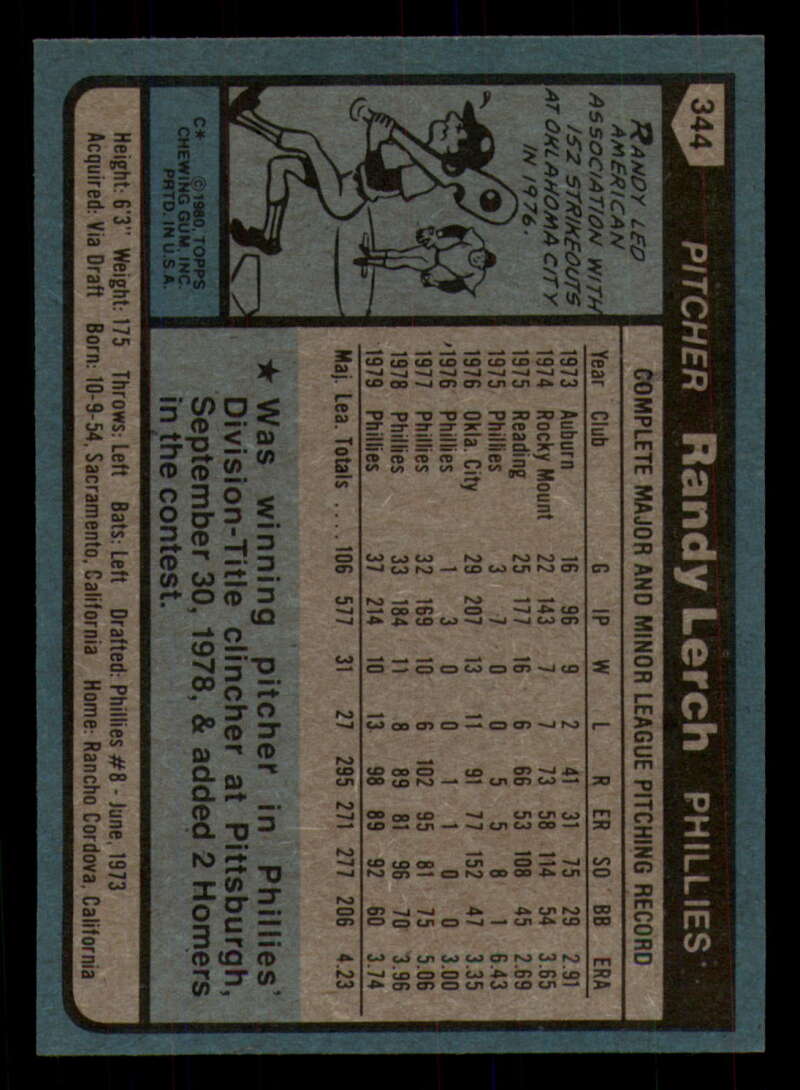 344
PITCHER Randy Lerch PHILLIES
RANDY LED
AMERICAN
ASSOCIATION WITH
152 STRIKEOUTS
AT OKLAHOMA CITY
IN 1976.
C* ©1980, TOPPS
CHEWING GUM, INC.
PRTD. IN U.S.A.
COMPLETE MAJOR AND MINOR LEAGUE PITCHING RECORD
Year Club G IP W L R ER SO BB ERA
1973 Auburn 16 96 9 2 41 31 75 29 2.91
1974 Rocky Mount 22 143 7 7 73 58 114 54 3.65
1975 Reading 25 177 16 6 66 53 108 45 2.69
1975 Phillies 3 7 0 0 5 5 8 1 6.43
1976 Okla. City 29 207 13 11 91 77 152 47 3.35
1976 Phillies 1 3 0 0 1 1 0 0 3.00
1977 Phillies 32 169 10 6 102 95 81 75 5.06
1978 Phillies 33 184 11 8 89 81 96 70 3.96
1979 Phillies 37 214 10 13 98 89 92 60 3.74
Maj. Lea. Totals .... 106 577 31 27 295 271 277 206 4.23
★ Was winning pitcher in Phillies'
Division-Title clincher at Pittsburgh,
September 30, 1978, & added 2 Homers
in the contest.
Height: 6'3" Weight: 175 Throws: Left Bats: Left Drafted: Phillies #8 - June, 1973
Acquired: Via Draft Born: 10-9-54, Sacramento, California Home: Rancho Cordova, California